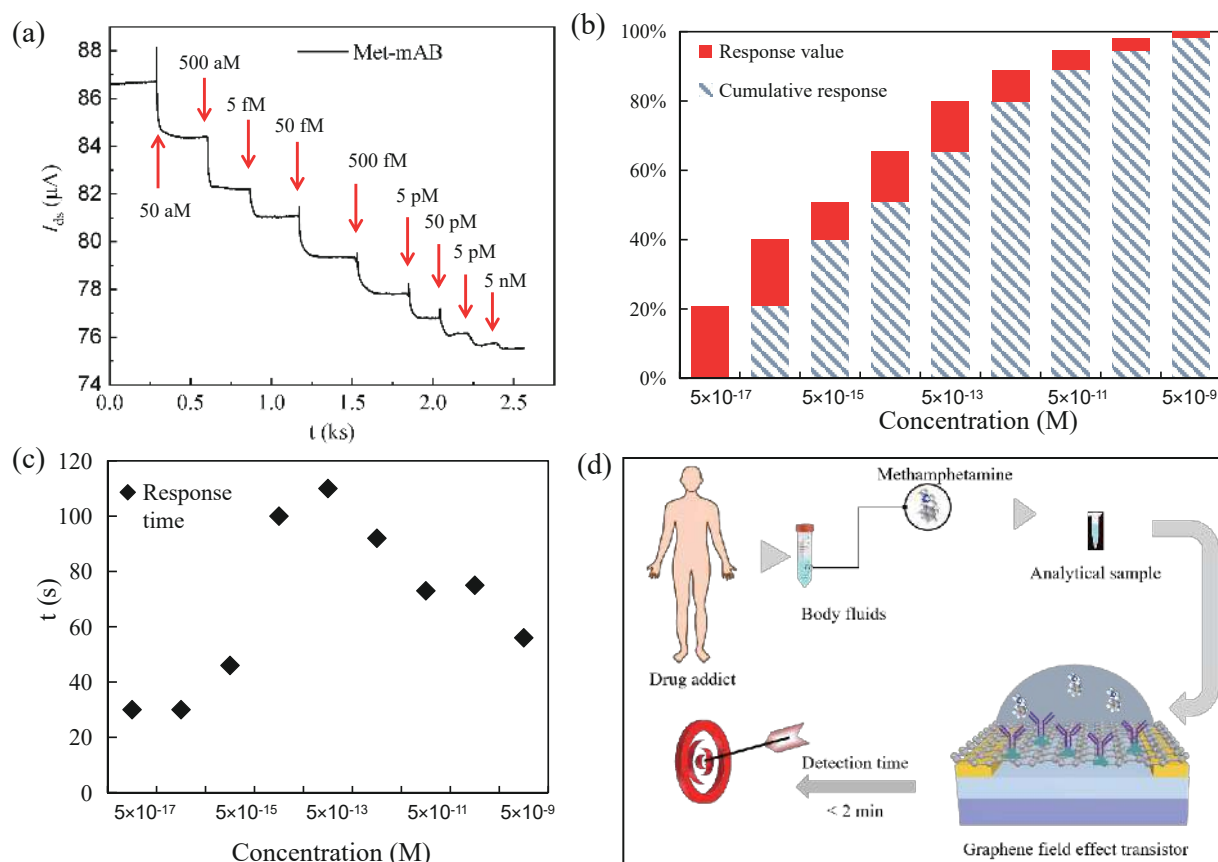 (a)
Met-mAB
500 aM
5 fM
50 fM
500 fM
5 pM
50 pM
5 pM
5 nM
50 aM
88
86
84
82
80
78
76
74
I_ds (μA)
0.0 0.5 1.0 1.5 2.0 2.5
t (ks)
(b)
Response value
Cumulative response
100%
80%
60%
40%
20%
0%
5×10⁻¹⁷ 5×10⁻¹⁵ 5×10⁻¹³ 5×10⁻¹¹ 5×10⁻⁹
Concentration (M)
(c)
Response
time
120
100
80
60
40
20
0
t (s)
5×10⁻¹⁷ 5×10⁻¹⁵ 5×10⁻¹³ 5×10⁻¹¹ 5×10⁻⁹
Concentration (M)
(d)
Methamphetamine
Analytical sample
Body fluids
Drug addict
Detection time
< 2 min
Graphene field effect transistor